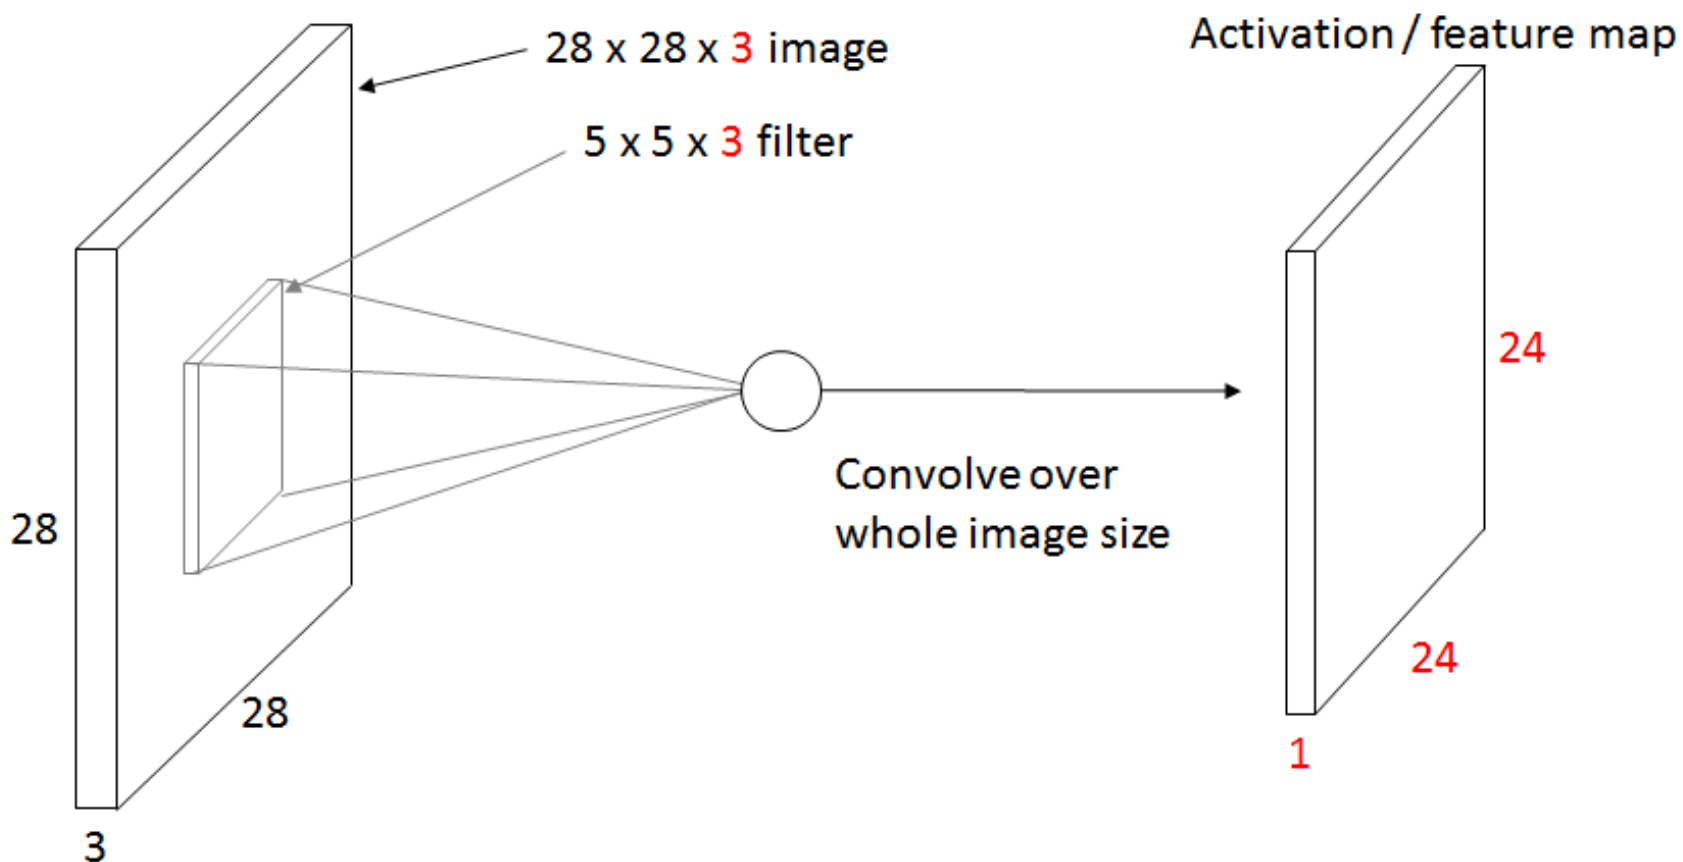 28 x 28 x 3 image
5 x 5 x 3 filter
28
28
3
Convolve over
whole image size
Activation / feature map
24
24
1